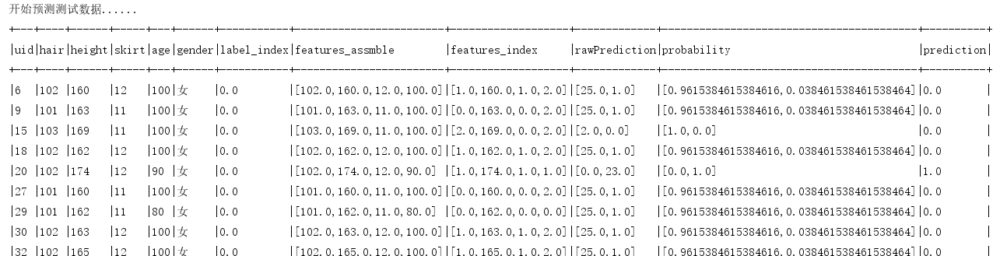 开始预测测试数据......
+---+----+------+-----+---+------+-----------+------------------------+-------------------+-------------+----------------------------------------+----------+
|uid|hair|height|skirt|age|gender|label_index|features_assmble        |features_index     |rawPrediction|probability                             |prediction|
+---+----+------+-----+---+------+-----------+------------------------+-------------------+-------------+----------------------------------------+----------+
|6  |102 |160   |12   |100|女     |0.0        |[102.0,160.0,12.0,100.0]|[1.0,160.0,1.0,2.0]|[25.0,1.0]   |[0.9615384615384616,0.038461538461538464]|0.0       |
|9  |101 |163   |11   |100|女     |0.0        |[101.0,163.0,11.0,100.0]|[0.0,163.0,0.0,2.0]|[25.0,1.0]   |[0.9615384615384616,0.038461538461538464]|0.0       |
|15 |103 |169   |11   |100|女     |0.0        |[103.0,169.0,11.0,100.0]|[2.0,169.0,0.0,2.0]|[2.0,0.0]    |[1.0,0.0]                               |0.0       |
|18 |102 |162   |12   |100|女     |0.0        |[102.0,162.0,12.0,100.0]|[1.0,162.0,1.0,2.0]|[25.0,1.0]   |[0.9615384615384616,0.038461538461538464]|0.0       |
|20 |102 |174   |12   |90 |女     |0.0        |[102.0,174.0,12.0,90.0] |[1.0,174.0,1.0,1.0]|[0.0,23.0]   |[0.0,1.0]                               |1.0       |
|27 |101 |160   |11   |100|女     |0.0        |[101.0,160.0,11.0,100.0]|[0.0,160.0,0.0,2.0]|[25.0,1.0]   |[0.9615384615384616,0.038461538461538464]|0.0       |
|29 |101 |162   |11   |80 |女     |0.0        |[101.0,162.0,11.0,80.0] |[0.0,162.0,0.0,0.0]|[25.0,1.0]   |[0.9615384615384616,0.038461538461538464]|0.0       |
|30 |102 |163   |12   |100|女     |0.0        |[102.0,163.0,12.0,100.0]|[1.0,163.0,1.0,2.0]|[25.0,1.0]   |[0.9615384615384616,0.038461538461538464]|0.0       |
|32 |102 |165   |12   |100|女     |0.0        |[102.0,165.0,12.0,100.0]|[1.0,165.0,1.0,2.0]|[25.0,1.0]   |[0.9615384615384616,0.038461538461538464]|0.0       |